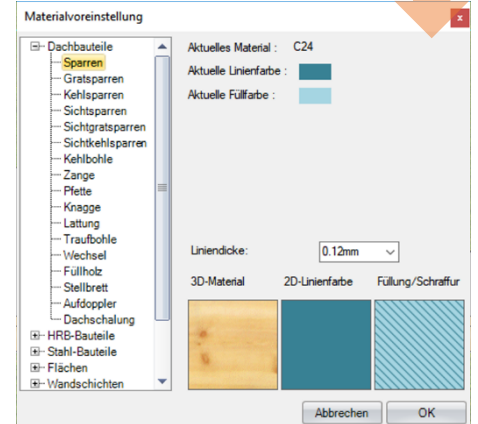 Materialvoreinstellung
x
Dachbauteile
Sparren
Gratsparren
Kehlsparren
Sichtsparren
Sichtgratsparren
Sichtkehlsparren
Kehlbohle
Zange
Pfette
Knagge
Lattung
Traufbohle
Wechsel
Füllholz
Stellbrett
Aufdoppler
Dachschalung
HRB-Bauteile
Stahl-Bauteile
Flächen
Wandschichten
Aktuelles Material : C24
Aktuelle Linienfarbe :
Aktuelle Füllfarbe :
Liniendicke: 0.12mm
3D-Material 2D-Linienfarbe Füllung/Schraffur
Abbrechen OK